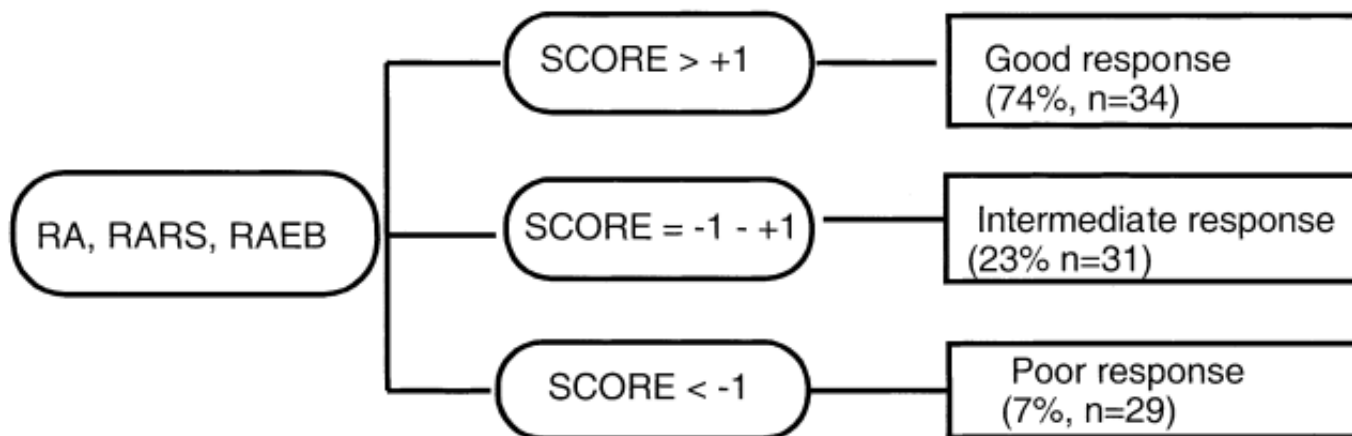 RA, RARS, RAEB
SCORE > +1
Good response
(74%, n=34)
SCORE = -1 - +1
Intermediate response
(23% n=31)
SCORE < -1
Poor response
(7%, n=29)